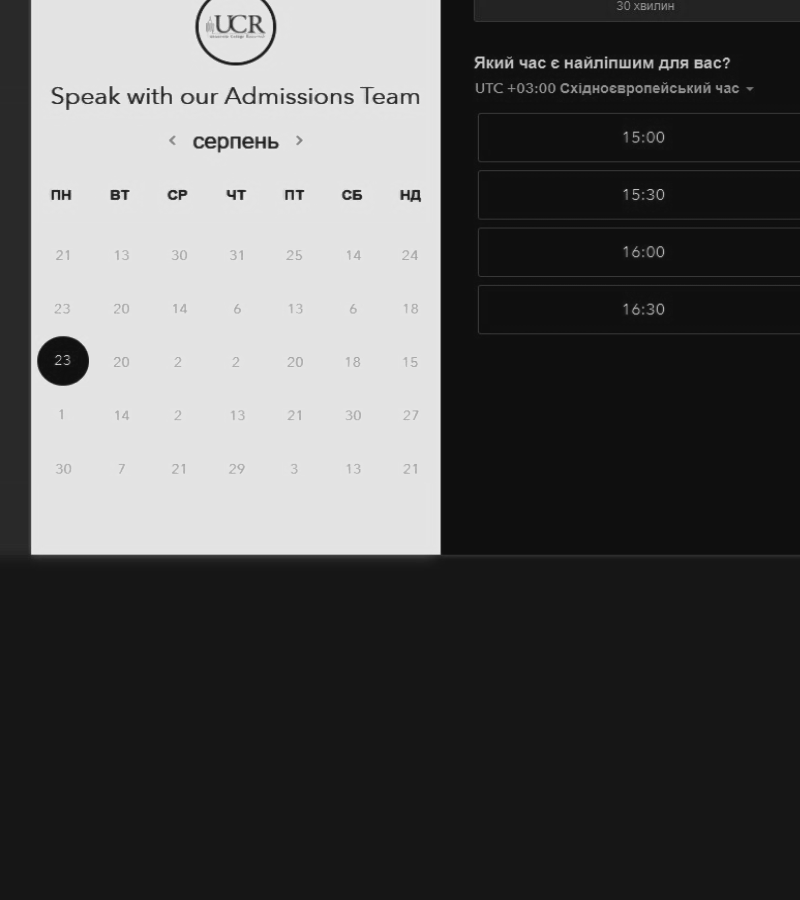 UCR
Speak with our Admissions Team
серпень
ПН ВТ СР ЧТ ПТ СБ НД
21 13 30 31 25 14 24
23 20 14 6 13 6 18
23 20 2 2 20 18 15
1 14 2 13 21 30 27
30 7 21 29 3 13 21
30 хвилин
Який час є найліпшим для вас?
UTC +03:00 Східноєвропейський час
15:00
15:30
16:00
16:30